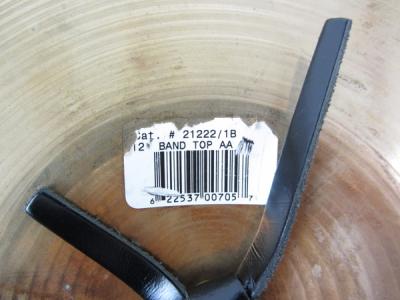 Cat. # 21222/1B
12" BAND TOP AA
6 22537 00705 7